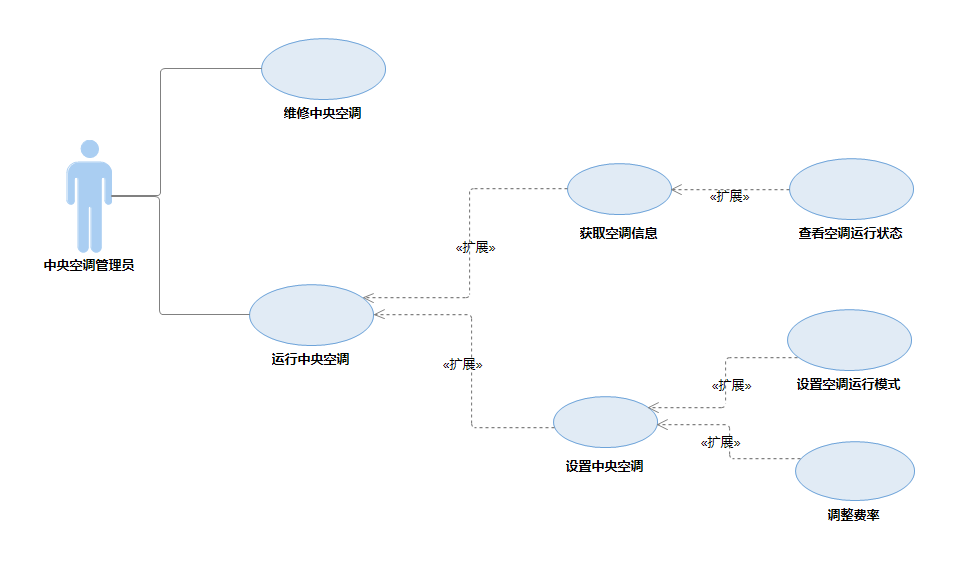 维修中央空调
中央空调管理员
«扩展»
获取空调信息
查看空调运行状态
«扩展»
运行中央空调
«扩展»
«扩展»
设置空调运行模式
«扩展»
设置中央空调
调整费率